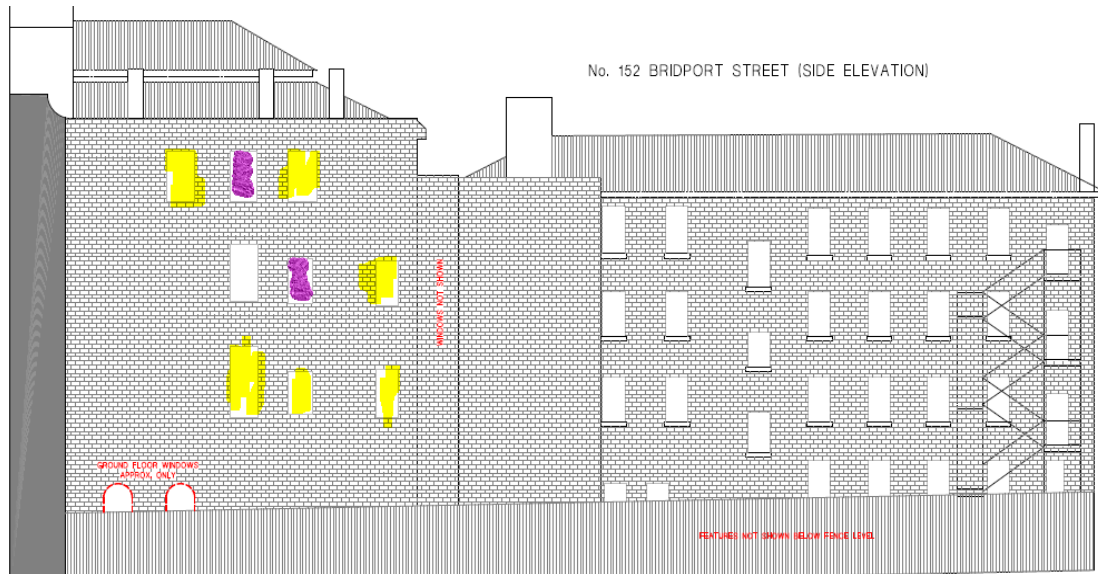 No. 152 BRIDPORT STREET (SIDE ELEVATION)
WINDOWS NOT SHOWN
GROUND FLOOR WINDOWS
APPROX. ONLY
FEATURES NOT SHOWN BELOW FENCE LEVEL